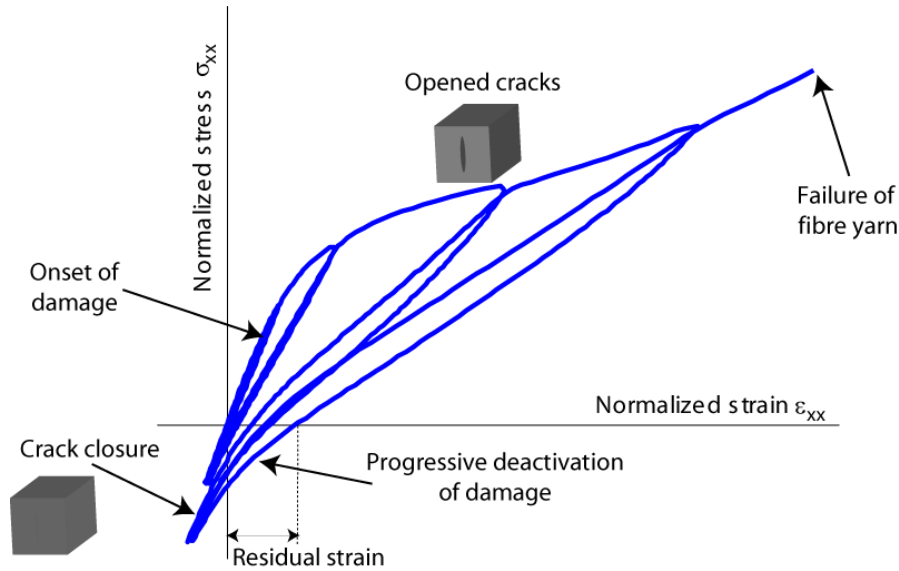 Normalized stress σxx
Opened cracks
Failure of
fibre yarn
Onset of
damage
Normalized strain εxx
Crack closure
Progressive deactivation
of damage
Residual strain